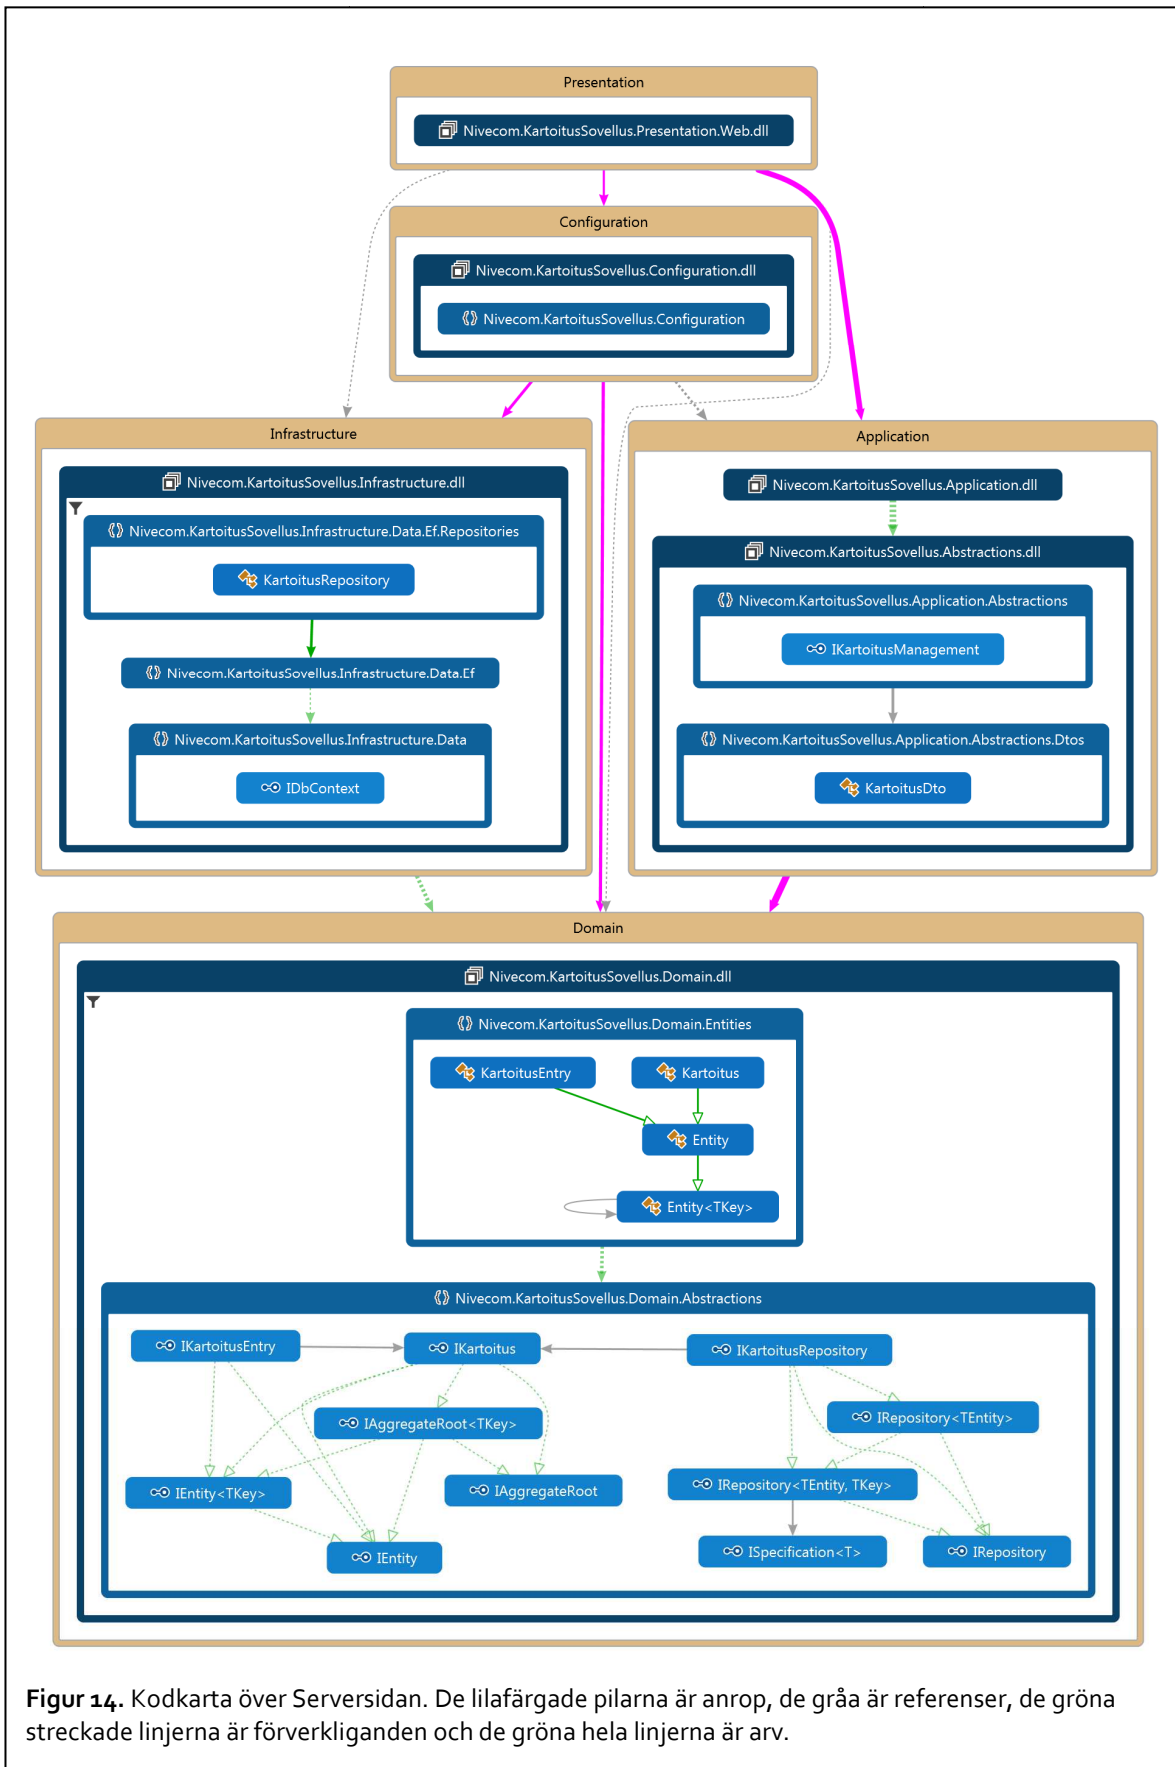 Presentation
Nivecom.KartoitusSovellus.Presentation.Web.dll
Configuration
Nivecom.KartoitusSovellus.Configuration.dll
Nivecom.KartoitusSovellus.Configuration
Infrastructure
Nivecom.KartoitusSovellus.Infrastructure.dll
Nivecom.KartoitusSovellus.Infrastructure.Data.Ef.Repositories
KartoitusRepository
Nivecom.KartoitusSovellus.Infrastructure.Data.Ef
Nivecom.KartoitusSovellus.Infrastructure.Data
IDbContext
Application
Nivecom.KartoitusSovellus.Application.dll
Nivecom.KartoitusSovellus.Abstractions.dll
Nivecom.KartoitusSovellus.Application.Abstractions
IKartoitusManagement
Nivecom.KartoitusSovellus.Application.Abstractions.Dtos
KartoitusDto
Domain
Nivecom.KartoitusSovellus.Domain.dll
Nivecom.KartoitusSovellus.Domain.Entities
KartoitusEntry
Kartoitus
Entity
Entity<TKey>
Nivecom.KartoitusSovellus.Domain.Abstractions
IKartoitusEntry
IKartoitus
IKartoitusRepository
IAggregateRoot<TKey>
IRepository<TEntity>
IEntity<TKey>
IAggregateRoot
IRepository<TEntity, TKey>
IEntity
ISpecification<T>
IRepository
Figur 14. Kodkarta över Serversidan. De lilafärgade pilarna är anrop, de gråa är referenser, de gröna
streckade linjerna är förverkliganden och de gröna hela linjerna är arv.